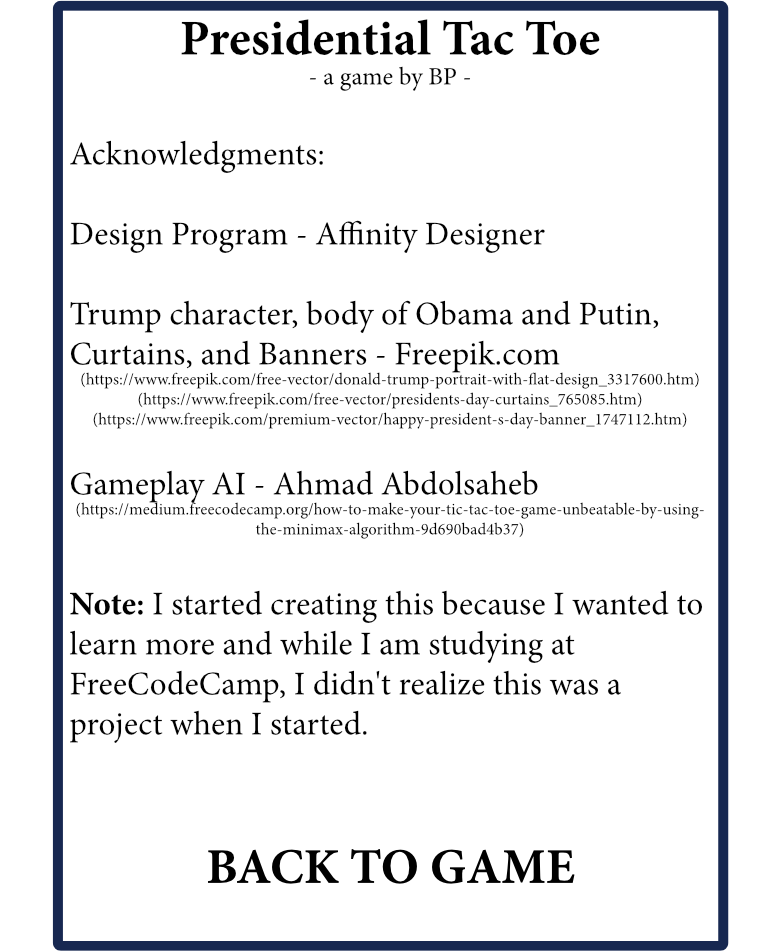 Presidential Tac Toe
- a game by BP -
Acknowledgments:
Design Program - Affinity Designer
Trump character, body of Obama and Putin,
Curtains, and Banners - Freepik.com
(https://www.freepik.com/free-vector/donald-trump-portrait-with-flat-design_3317600.htm)
(https://www.freepik.com/free-vector/presidents-day-curtains_765085.htm)
(https://www.freepik.com/premium-vector/happy-president-s-day-banner_1747112.htm)
Gameplay AI - Ahmad Abdolsaheb
(https://medium.freecodecamp.org/how-to-make-your-tic-tac-toe-game-unbeatable-by-using-
the-minimax-algorithm-9d690bad4b37)
Note: I started creating this because I wanted to
learn more and while I am studying at
FreeCodeCamp, I didn't realize this was a
project when I started.
BACK TO GAME